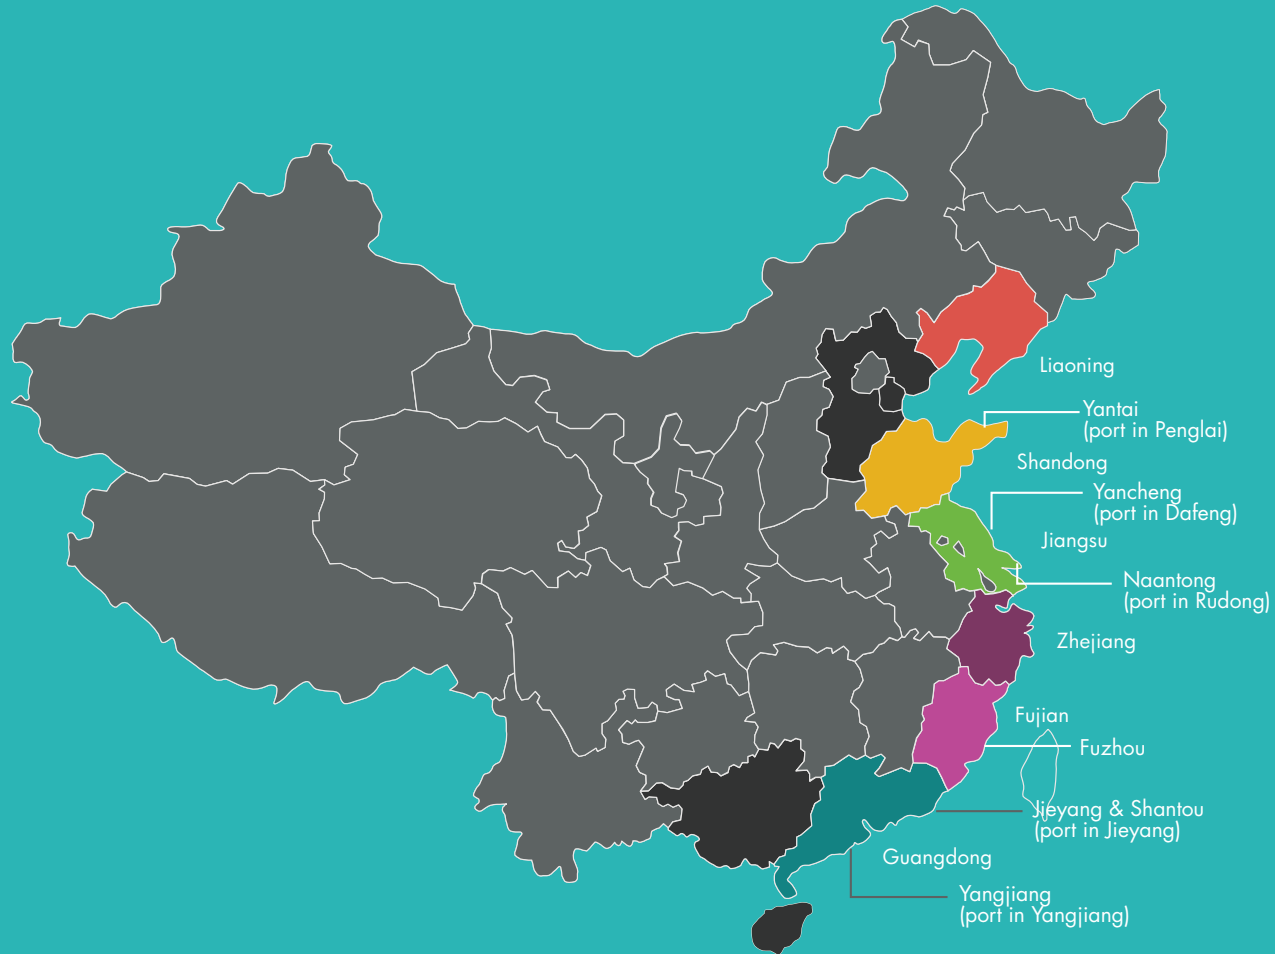 Liaoning
Yantai
(port in Penglai)
Shandong
Yancheng
(port in Dafeng)
Jiangsu
Naantong
(port in Rudong)
Zhejiang
Fujian
Fuzhou
Jieyang & Shantou
(port in Jieyang)
Guangdong
Yangjiang
(port in Yangjiang)